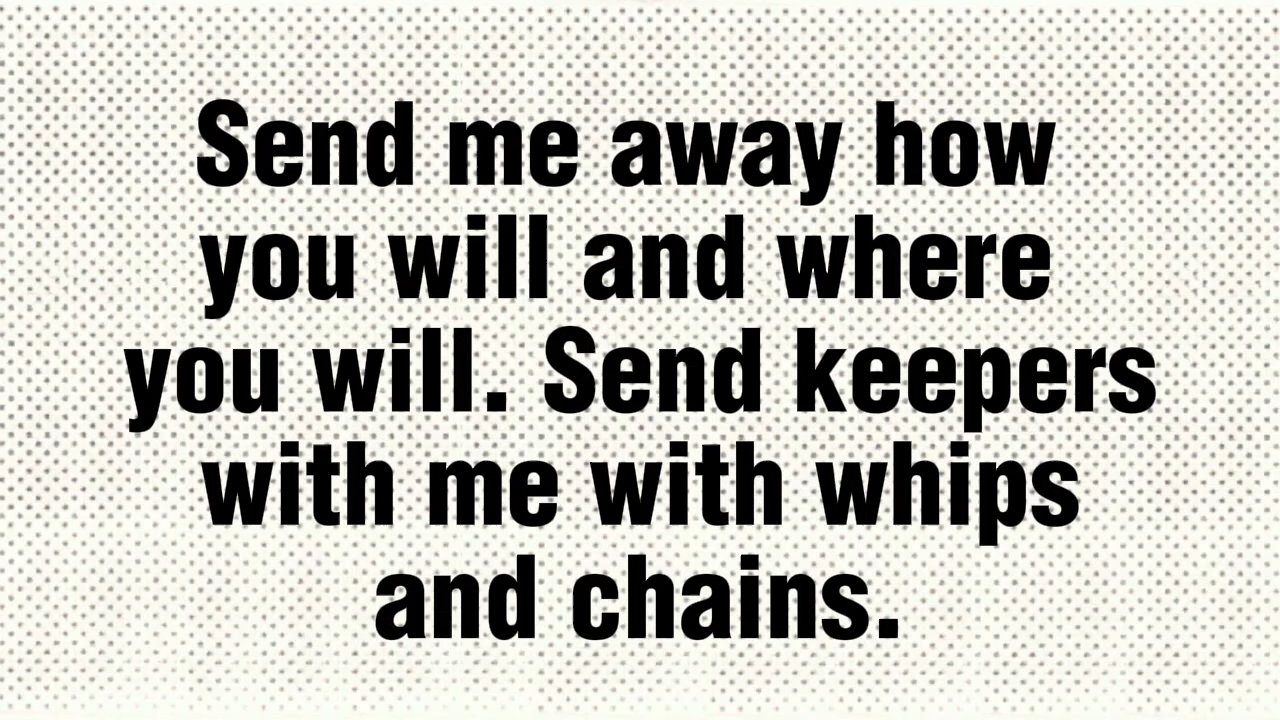 Send me away how
you will and where
you will. Send keepers
with me with whips
and chains.